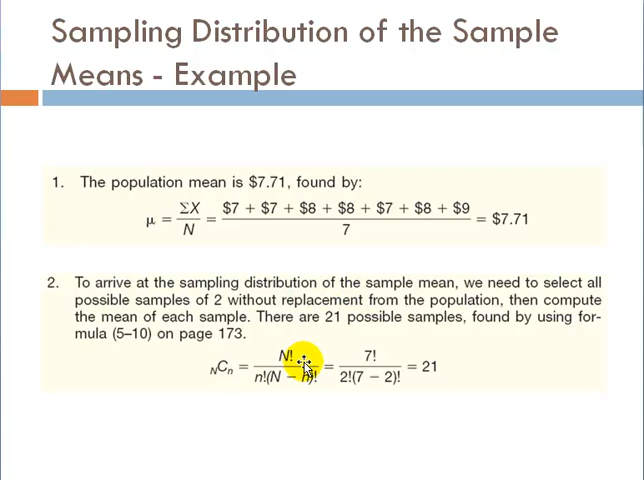 Sampling Distribution of the Sample
Means - Example
1. The population mean is $7.71, found by:
μ = ΣX / N = $7 + $7 + $8 + $8 + $7 + $8 + $9 / 7 = $7.71
2. To arrive at the sampling distribution of the sample mean, we need to select all
possible samples of 2 without replacement from the population, then compute
the mean of each sample. There are 21 possible samples, found by using for-
mula (5–10) on page 173.
NCn = N! / n!(N − n)! = 7! / 2!(7 − 2)! = 21